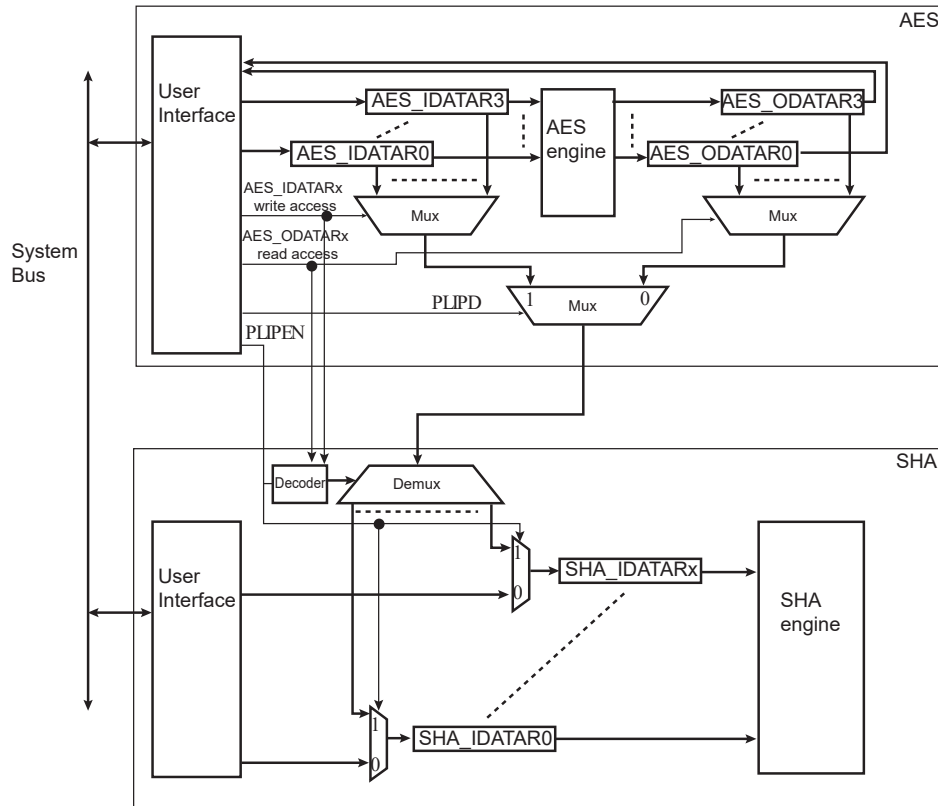 AES
User
Interface
AES_IDATAR3
AES_ODATAR3
AES
engine
AES_IDATAR0
AES_ODATAR0
AES_IDATARx
write access
Mux
Mux
AES_ODATARx
read access
System
Bus
1
Mux
0
PLIPD
PLIPEN
SHA
Decoder
Demux
1
0
SHA_IDATARx
User
Interface
SHA
engine
1
0
SHA_IDATAR0